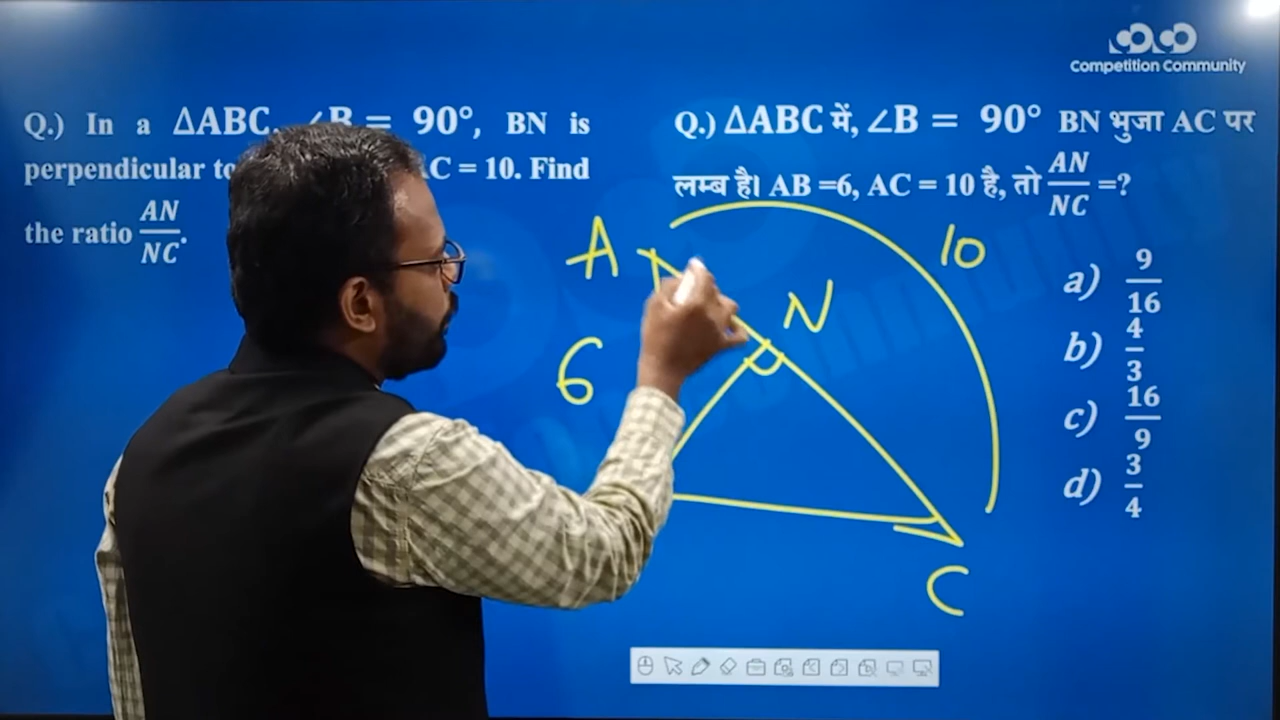 Competition Community
Q.) In a ΔABC, ∠B = 90°, BN is
perpendicular to AC = 10. Find
the ratio AN/NC.
Q.) ΔABC में, ∠B = 90° BN भुजा AC पर
लम्ब है। AB =6, AC = 10 है, तो AN/NC =?
a) 9/16
b) 4/3
c) 16/9
d) 3/4
A
N
10
6
C